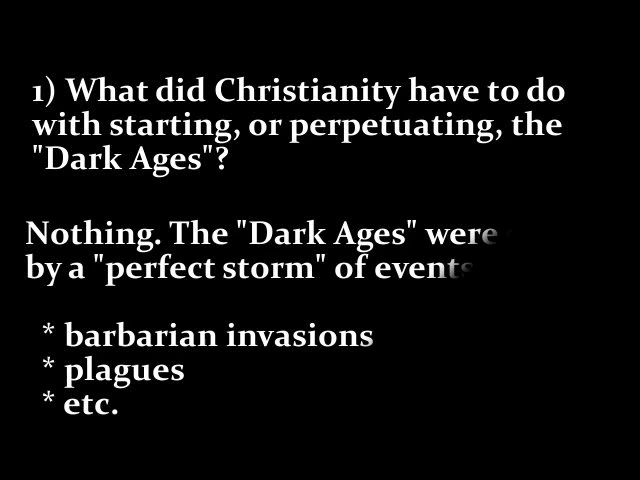 1) What did Christianity have to do
with starting, or perpetuating, the
"Dark Ages"?
Nothing. The "Dark Ages" were
by a "perfect storm" of events
* barbarian invasions
* plagues
* etc.